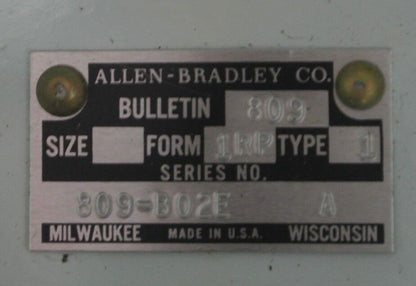 ALLEN-BRADLEY CO.
BULLETIN 809
SIZE FORM 1RP TYPE 1
SERIES NO.
809-B02E A
MILWAUKEE MADE IN U.S.A. WISCONSIN